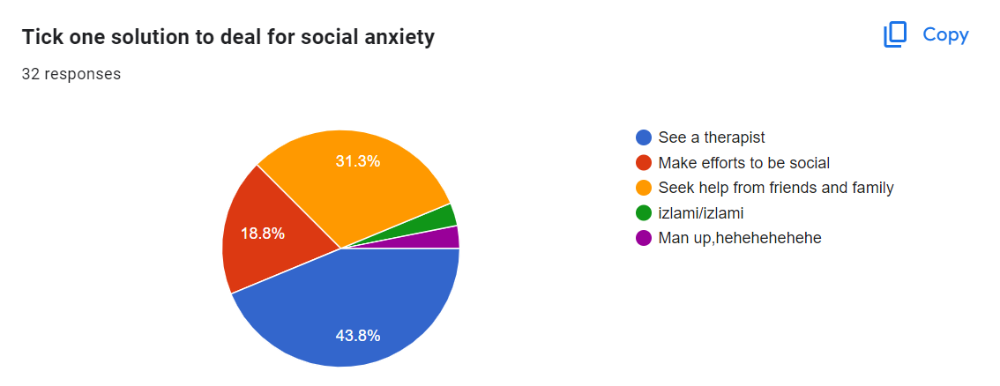 Tick one solution to deal for social anxiety
Copy
32 responses
31.3%
18.8%
43.8%
See a therapist
Make efforts to be social
Seek help from friends and family
izlami/izlami
Man up,hehehehehehe